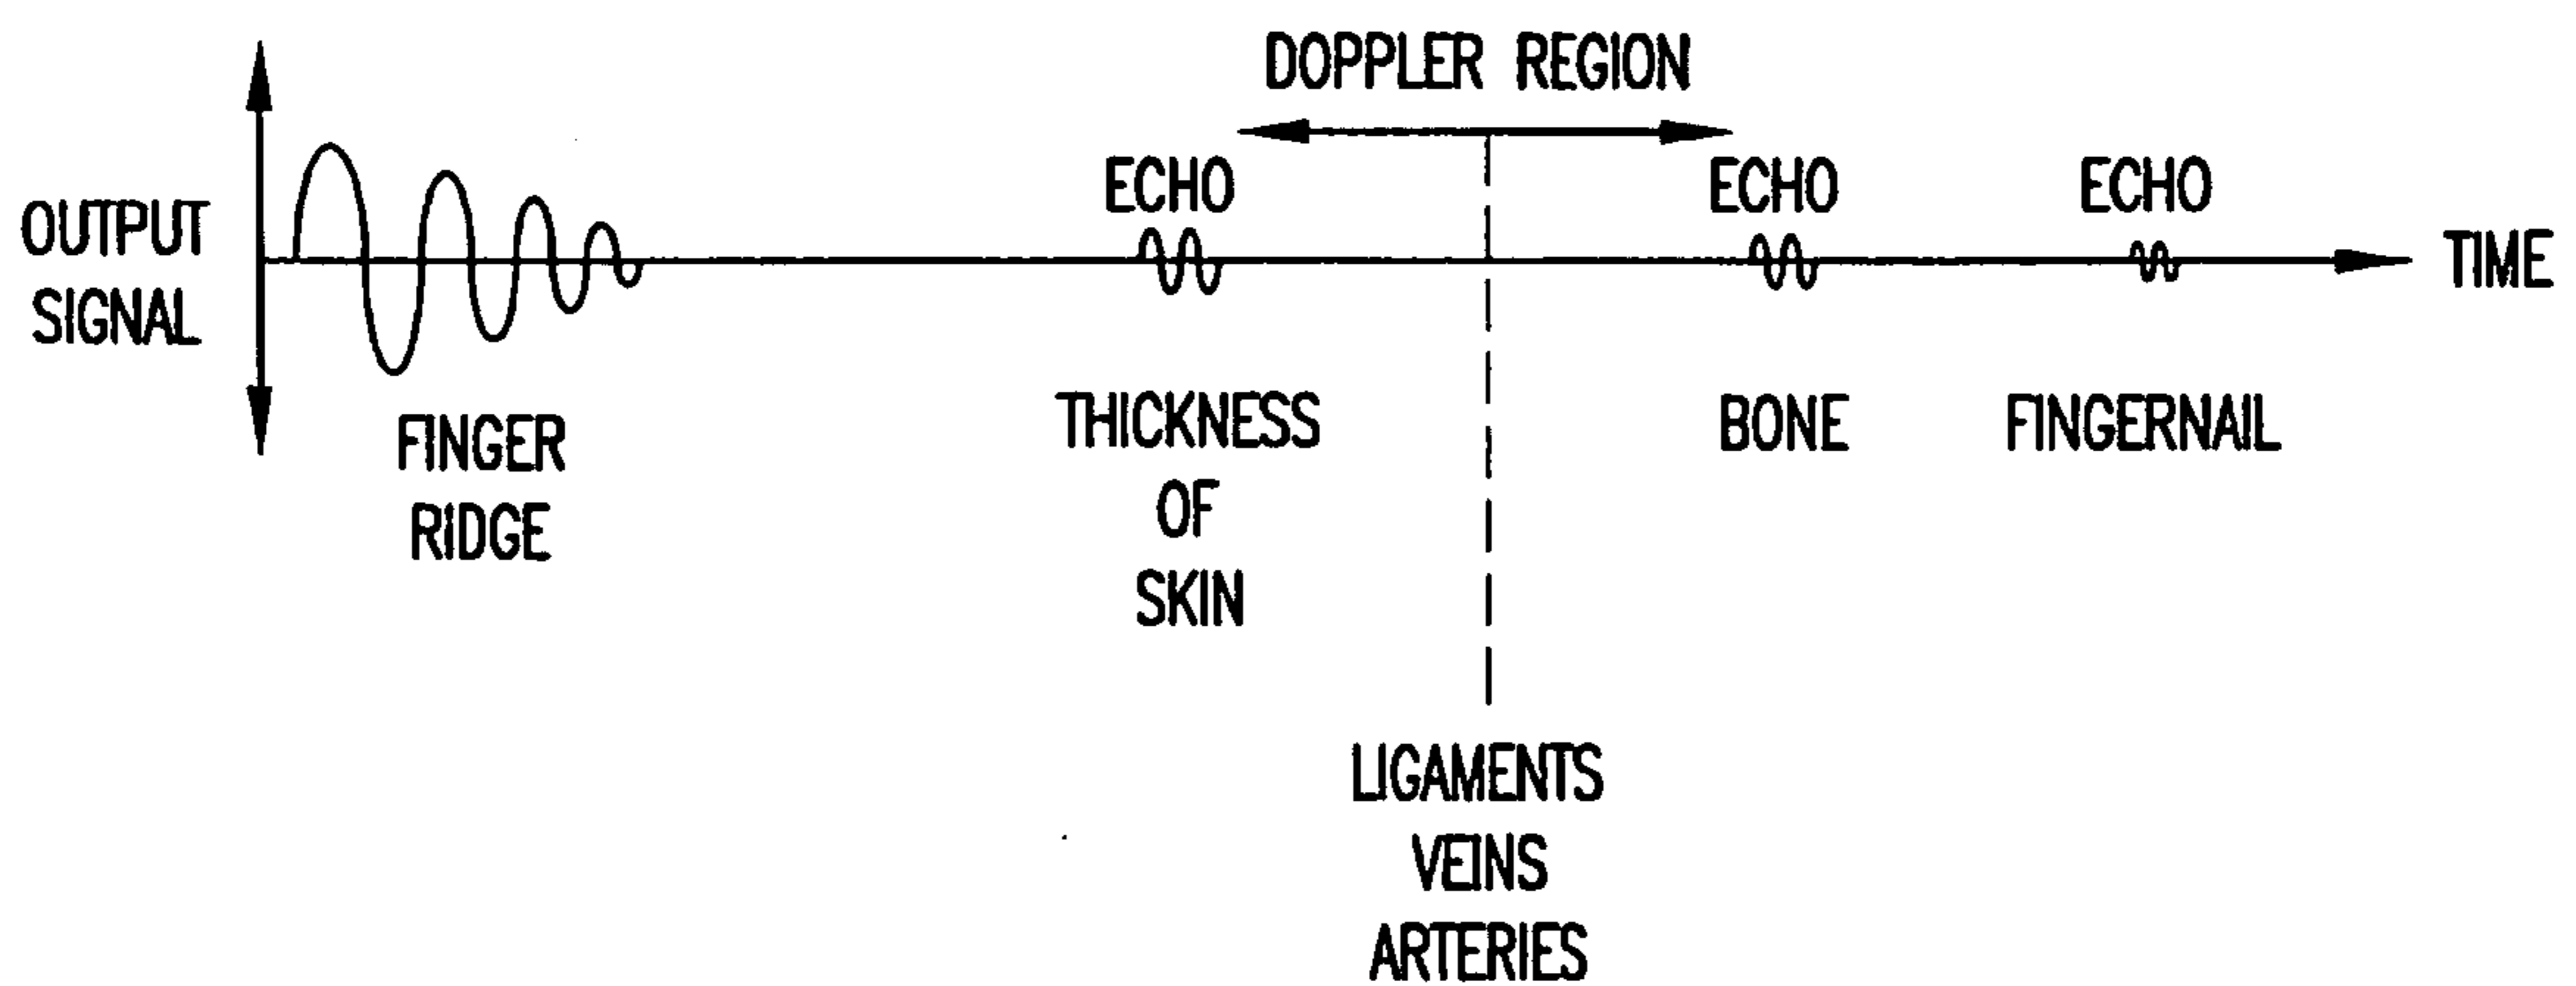 DOPPLER REGION
ECHO
ECHO
ECHO
OUTPUT
SIGNAL
TIME
FINGER
RIDGE
THICKNESS
OF
SKIN
BONE
FINGERNAIL
LIGAMENTS
VEINS
ARTERIES